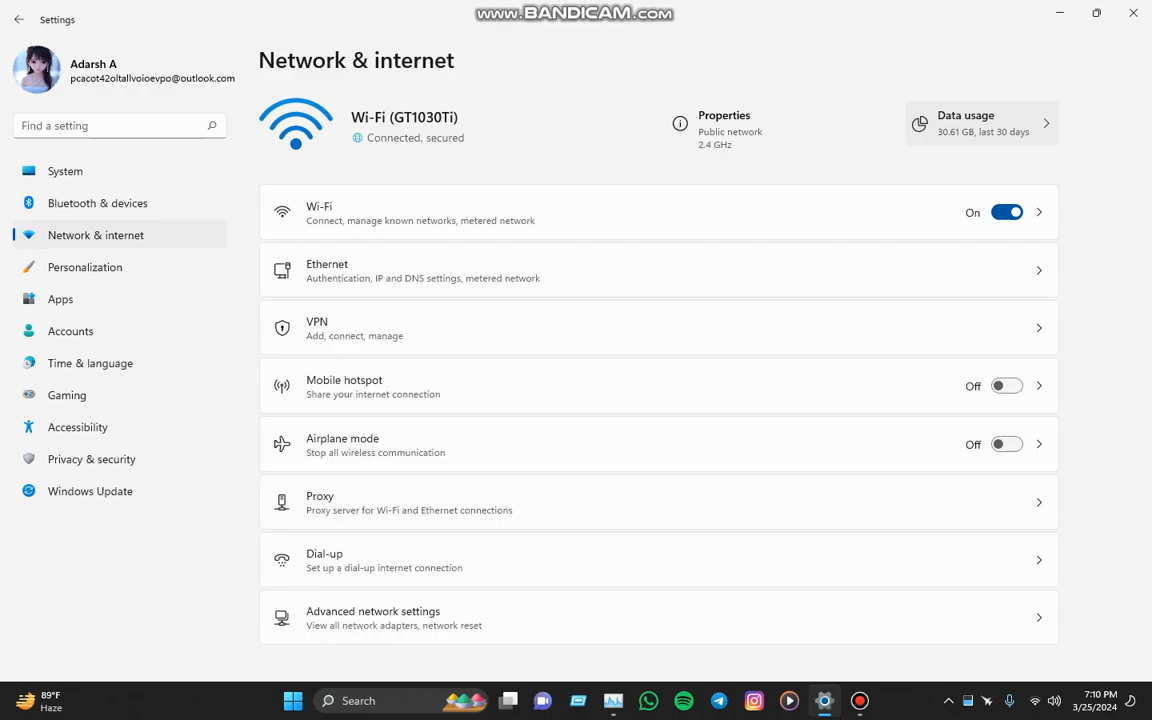 Settings
www.BANDICAM.com
Adarsh A
pcacot42oltallvoioevpo@outlook.com
Find a setting
System
Bluetooth & devices
Network & internet
Personalization
Apps
Accounts
Time & language
Gaming
Accessibility
Privacy & security
Windows Update
Network & internet
Wi-Fi (GT1030Ti)
Connected, secured
Properties
Public network
2.4 GHz
Data usage
30.61 GB, last 30 days
Wi-Fi
Connect, manage known networks, metered network
On
Ethernet
Authentication, IP and DNS settings, metered network
VPN
Add, connect, manage
Mobile hotspot
Share your internet connection
Off
Airplane mode
Stop all wireless communication
Off
Proxy
Proxy server for Wi-Fi and Ethernet connections
Dial-up
Set up a dial-up internet connection
Advanced network settings
View all network adapters, network reset
89°F
Haze
Search
7:10 PM
3/25/2024